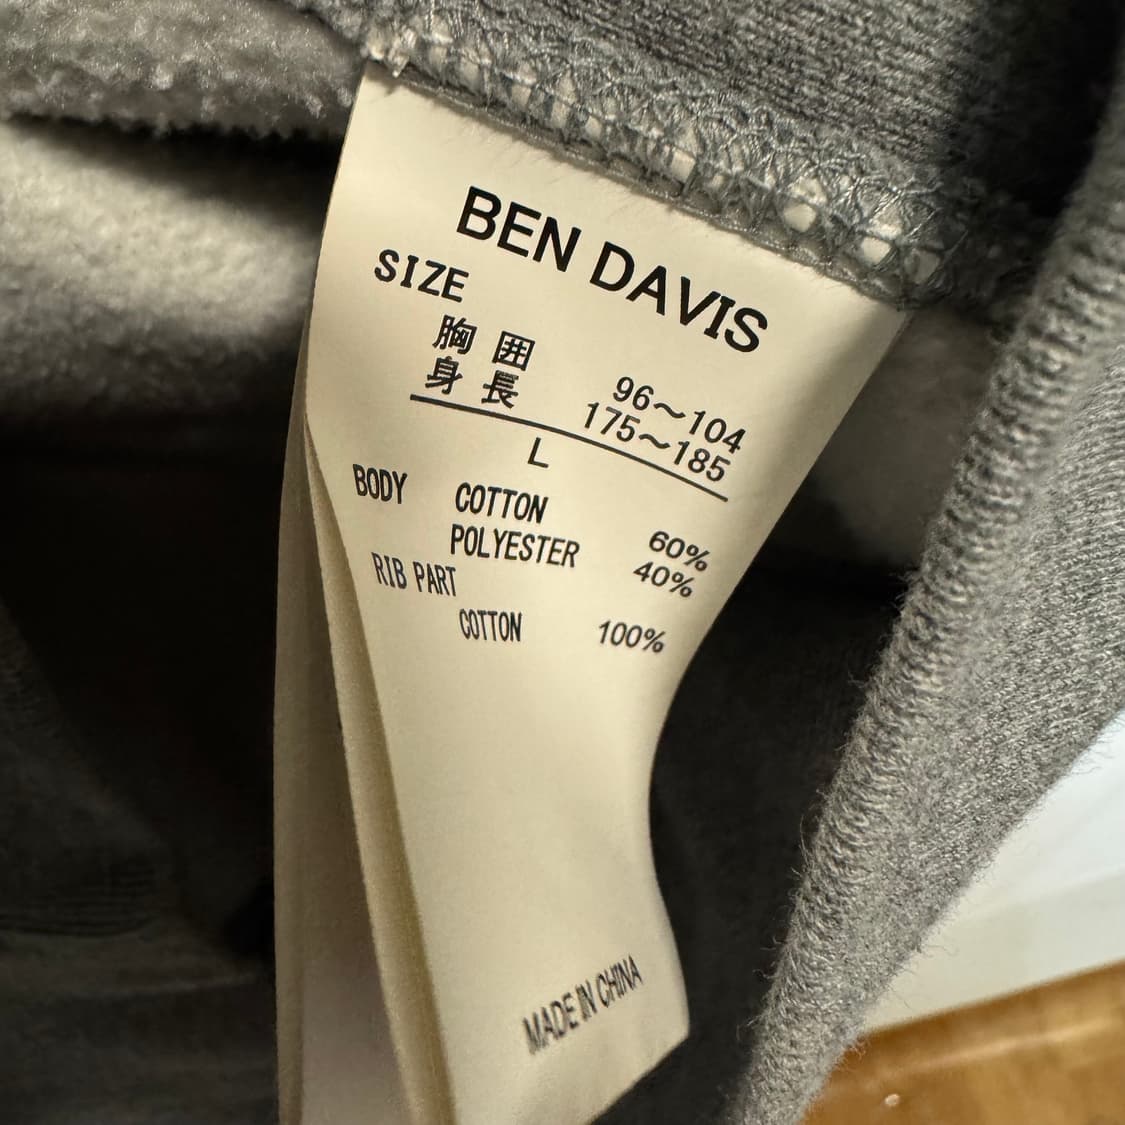 BEN DAVIS
SIZE
胸囲 96～104
身長 175～185
L
BODY COTTON 60%
POLYESTER 40%
RIB PART
COTTON 100%
MADE IN CHINA